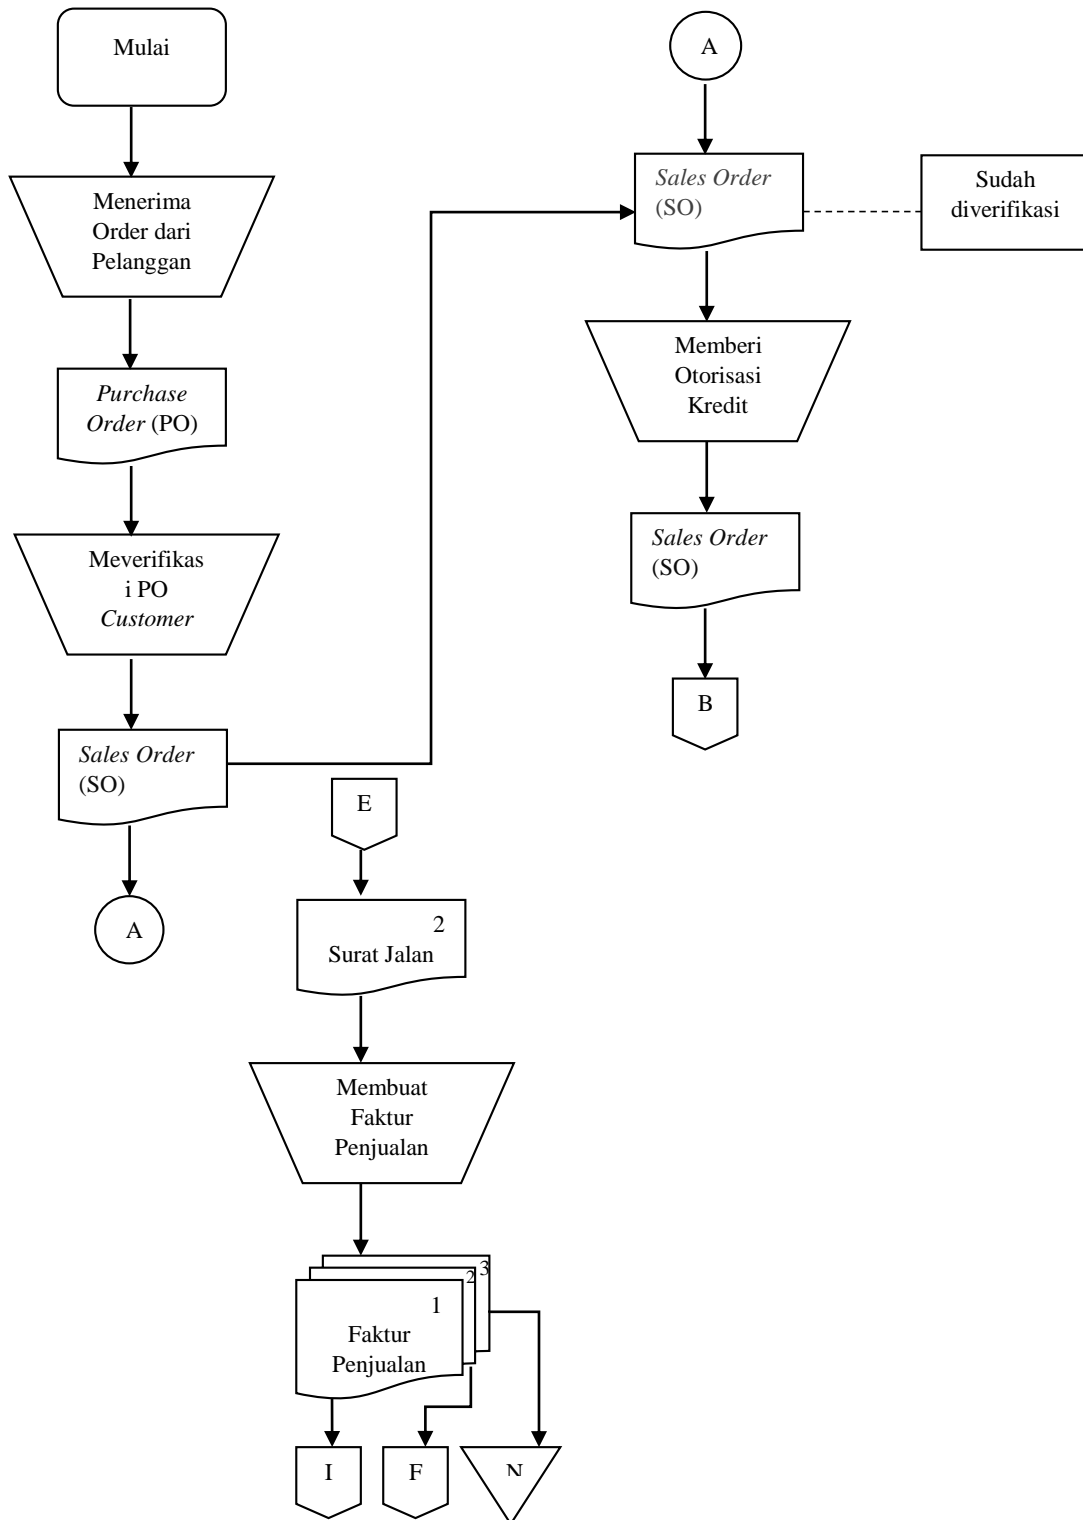 Mulai
Menerima
Order dari
Pelanggan
Purchase
Order (PO)
Meverifikas
i PO
Customer
Sales Order
(SO)
A
A
Sales Order
(SO)
Sudah
diverifikasi
Memberi
Otorisasi
Kredit
Sales Order
(SO)
B
E
2
Surat Jalan
Membuat
Faktur
Penjualan
3
2
1
Faktur
Penjualan
I
F
N